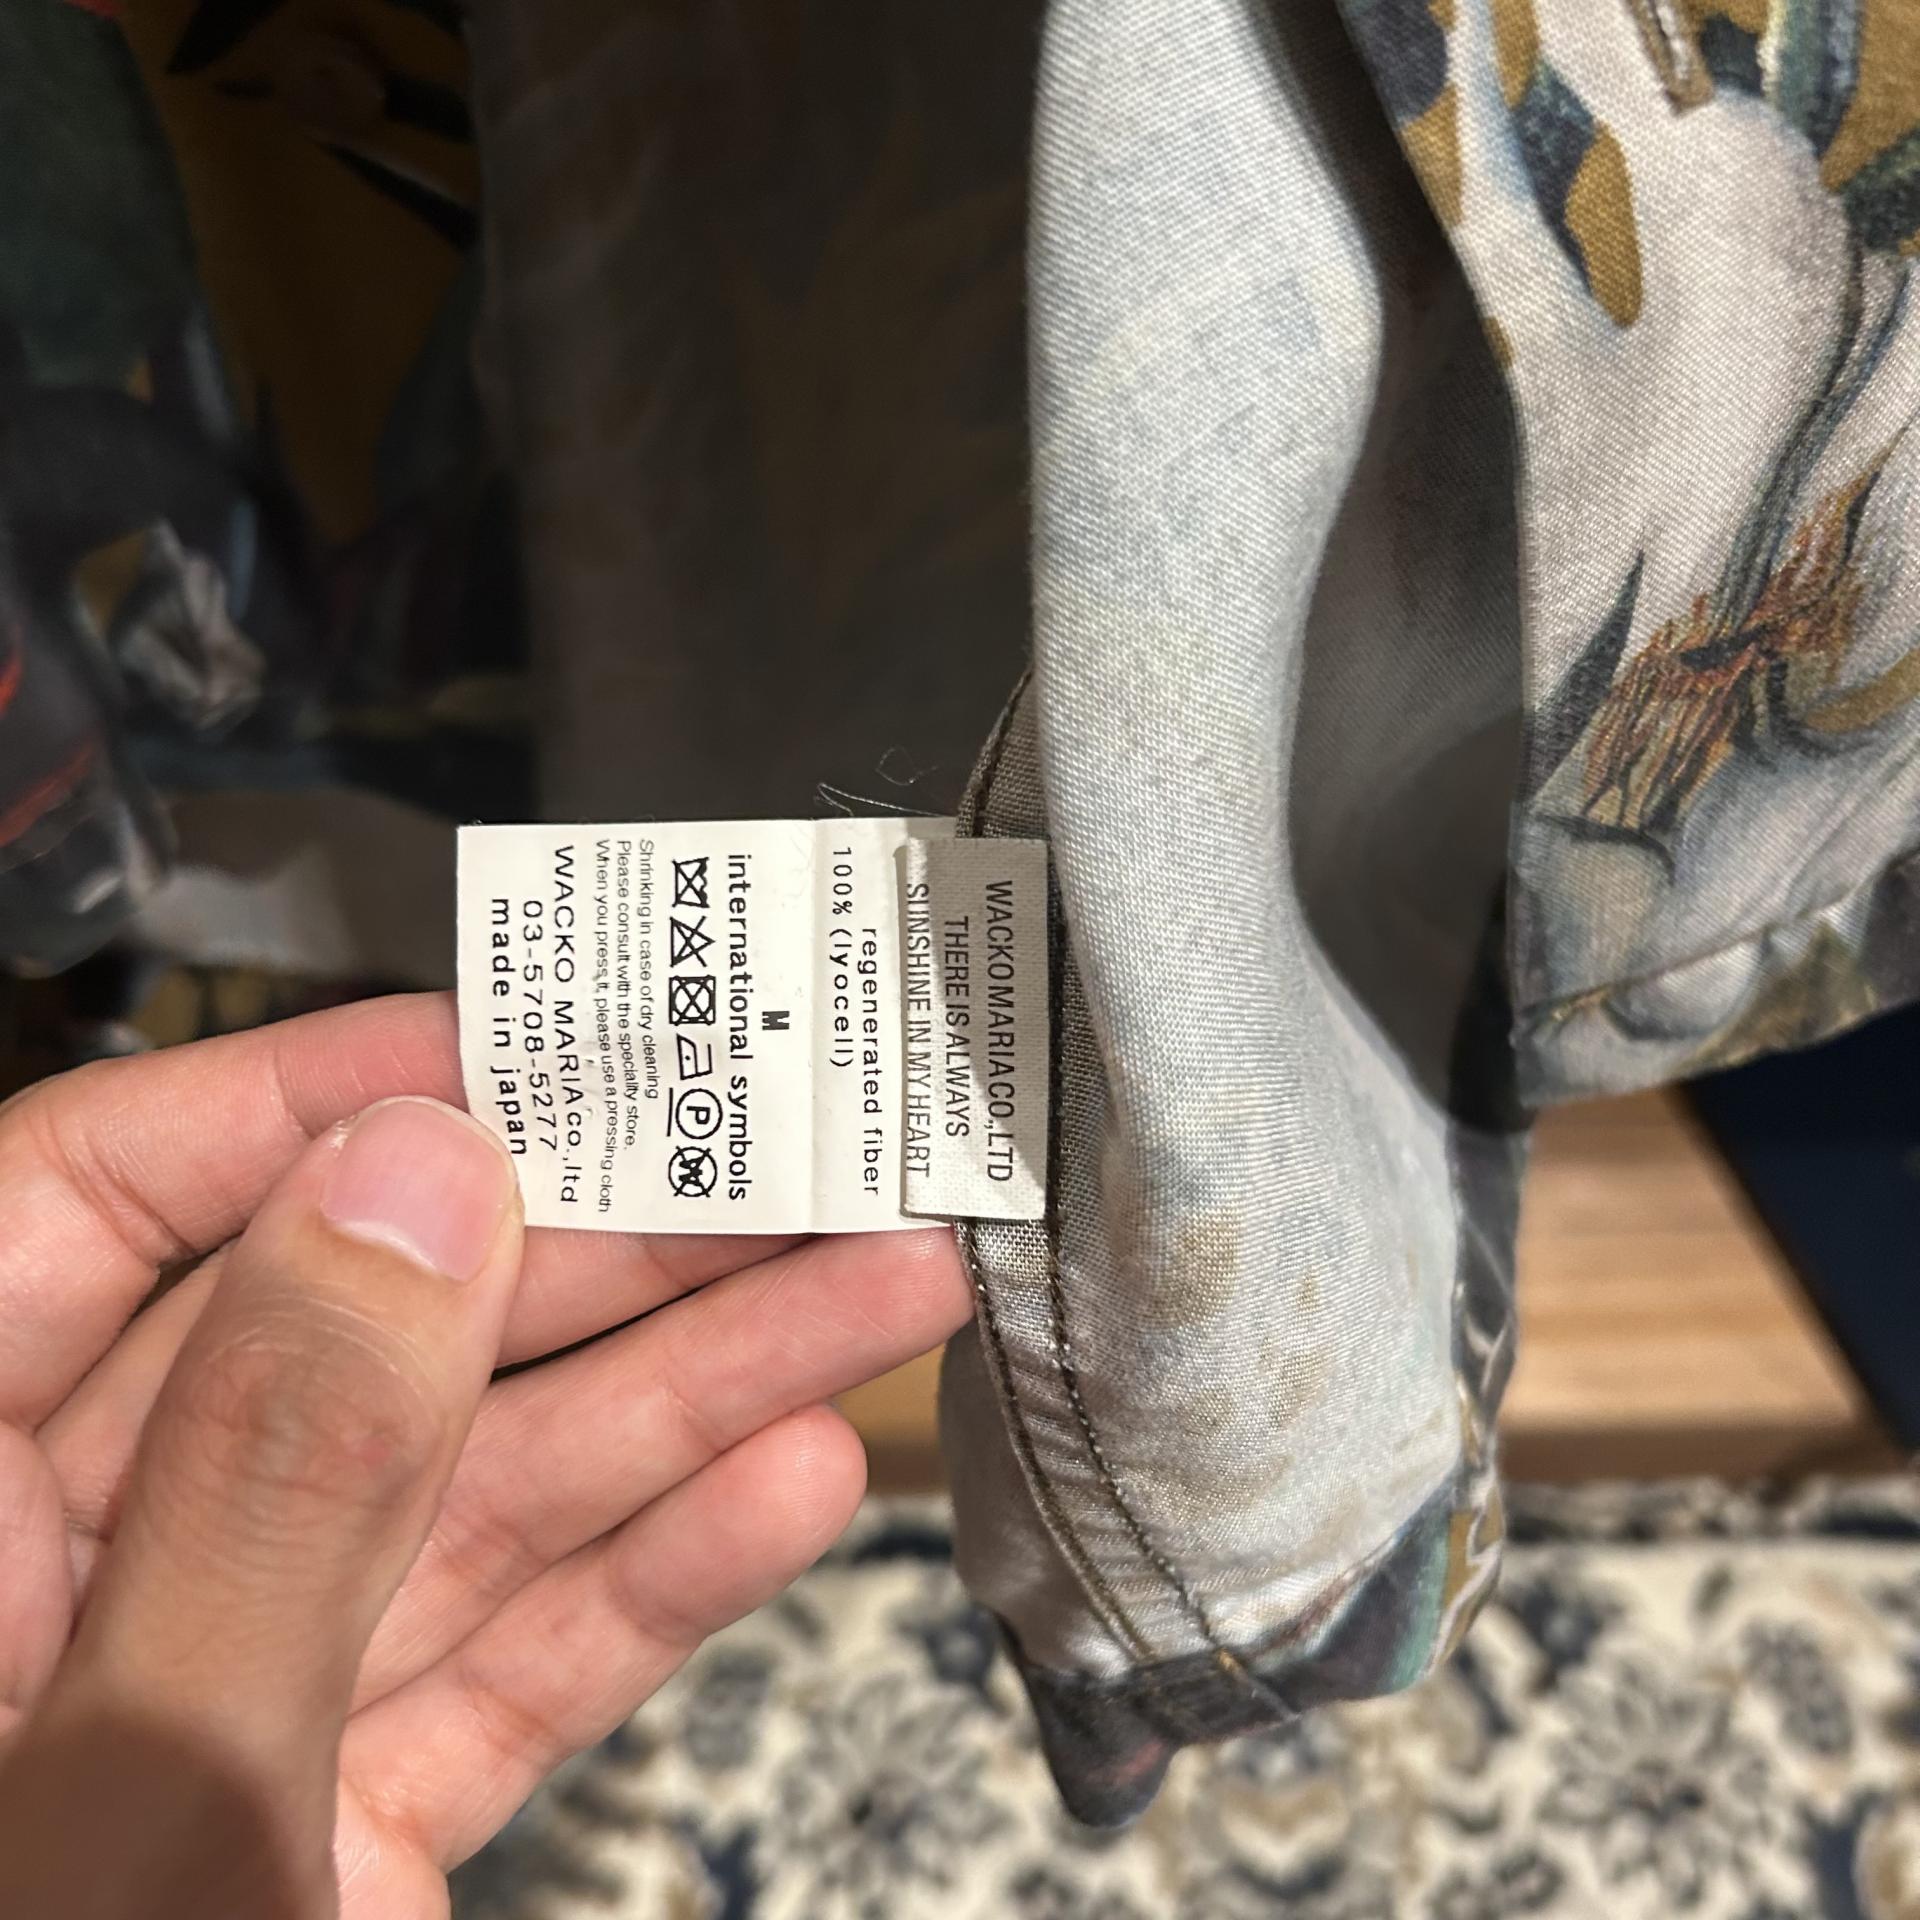 WACKOMARIA CO.,LTD
THERE IS ALWAYS
SUNSHINE IN MY HEART
regenerated fiber
100% (lyocell)
M
international symbols
P
W
Shrinking in case of dry cleaning
Please consult with the speciality store.
When you press it, please use a pressing cloth
WACKO MARIA co.,ltd
03-5708-5277
made in japan